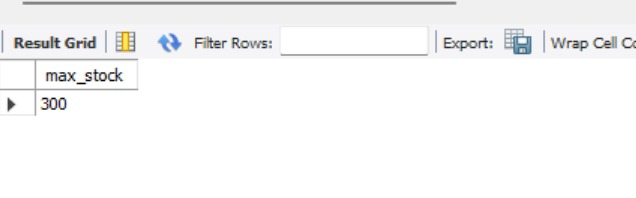 Result Grid Filter Rows: Export: Wrap Cell Co
max_stock
300